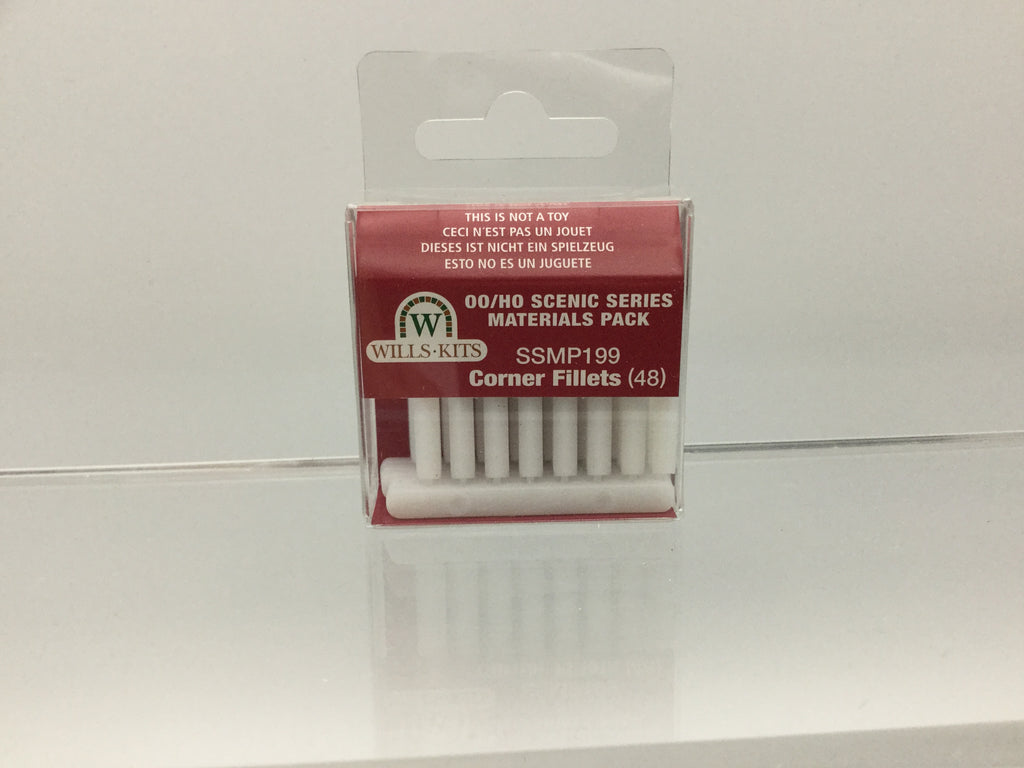 THIS IS NOT A TOY
CECI N'EST PAS UN JOUET
DIESES IST NICHT EIN SPIELZEUG
ESTO NO ES UN JUGUETE
OO/HO SCENIC SERIES
MATERIALS PACK
W
WILLS·KITS
SSMP199
Corner Fillets (48)